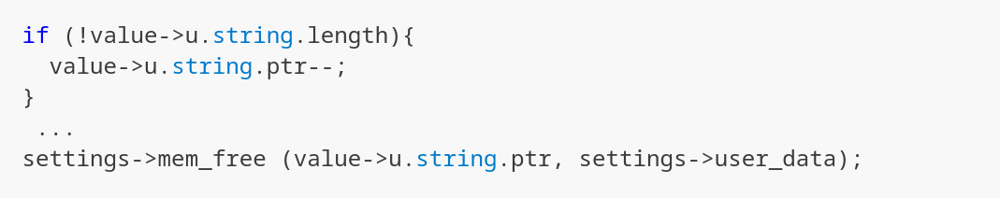 if (!value->u.string.length){
  value->u.string.ptr--;
}
 ...
settings->mem_free (value->u.string.ptr, settings->user_data);